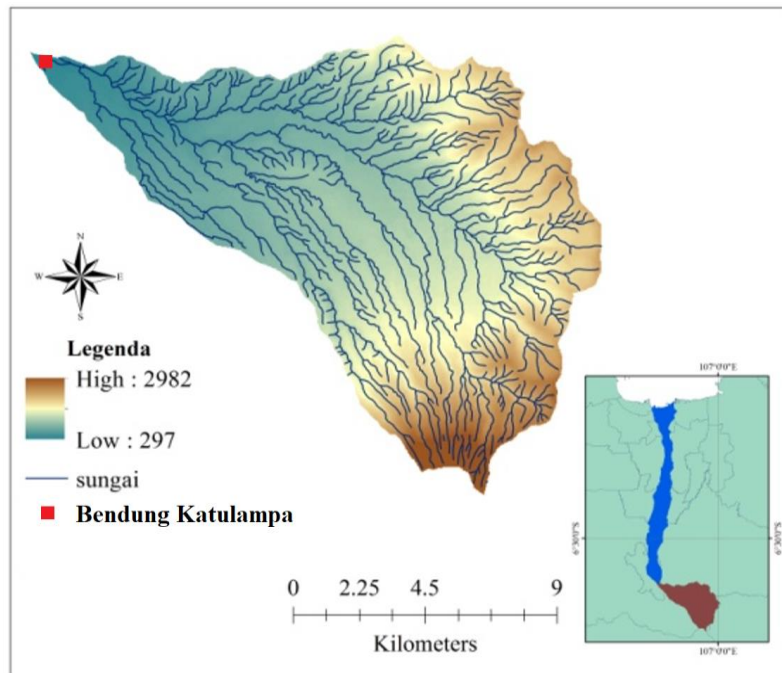 N
W E
S
Legenda
High : 2982
Low : 297
sungai
Bendung Katulampa
0 2.25 4.5 9
Kilometers
107°0'0"E
6°30'0"S 6°30'0"S
107°0'0"E